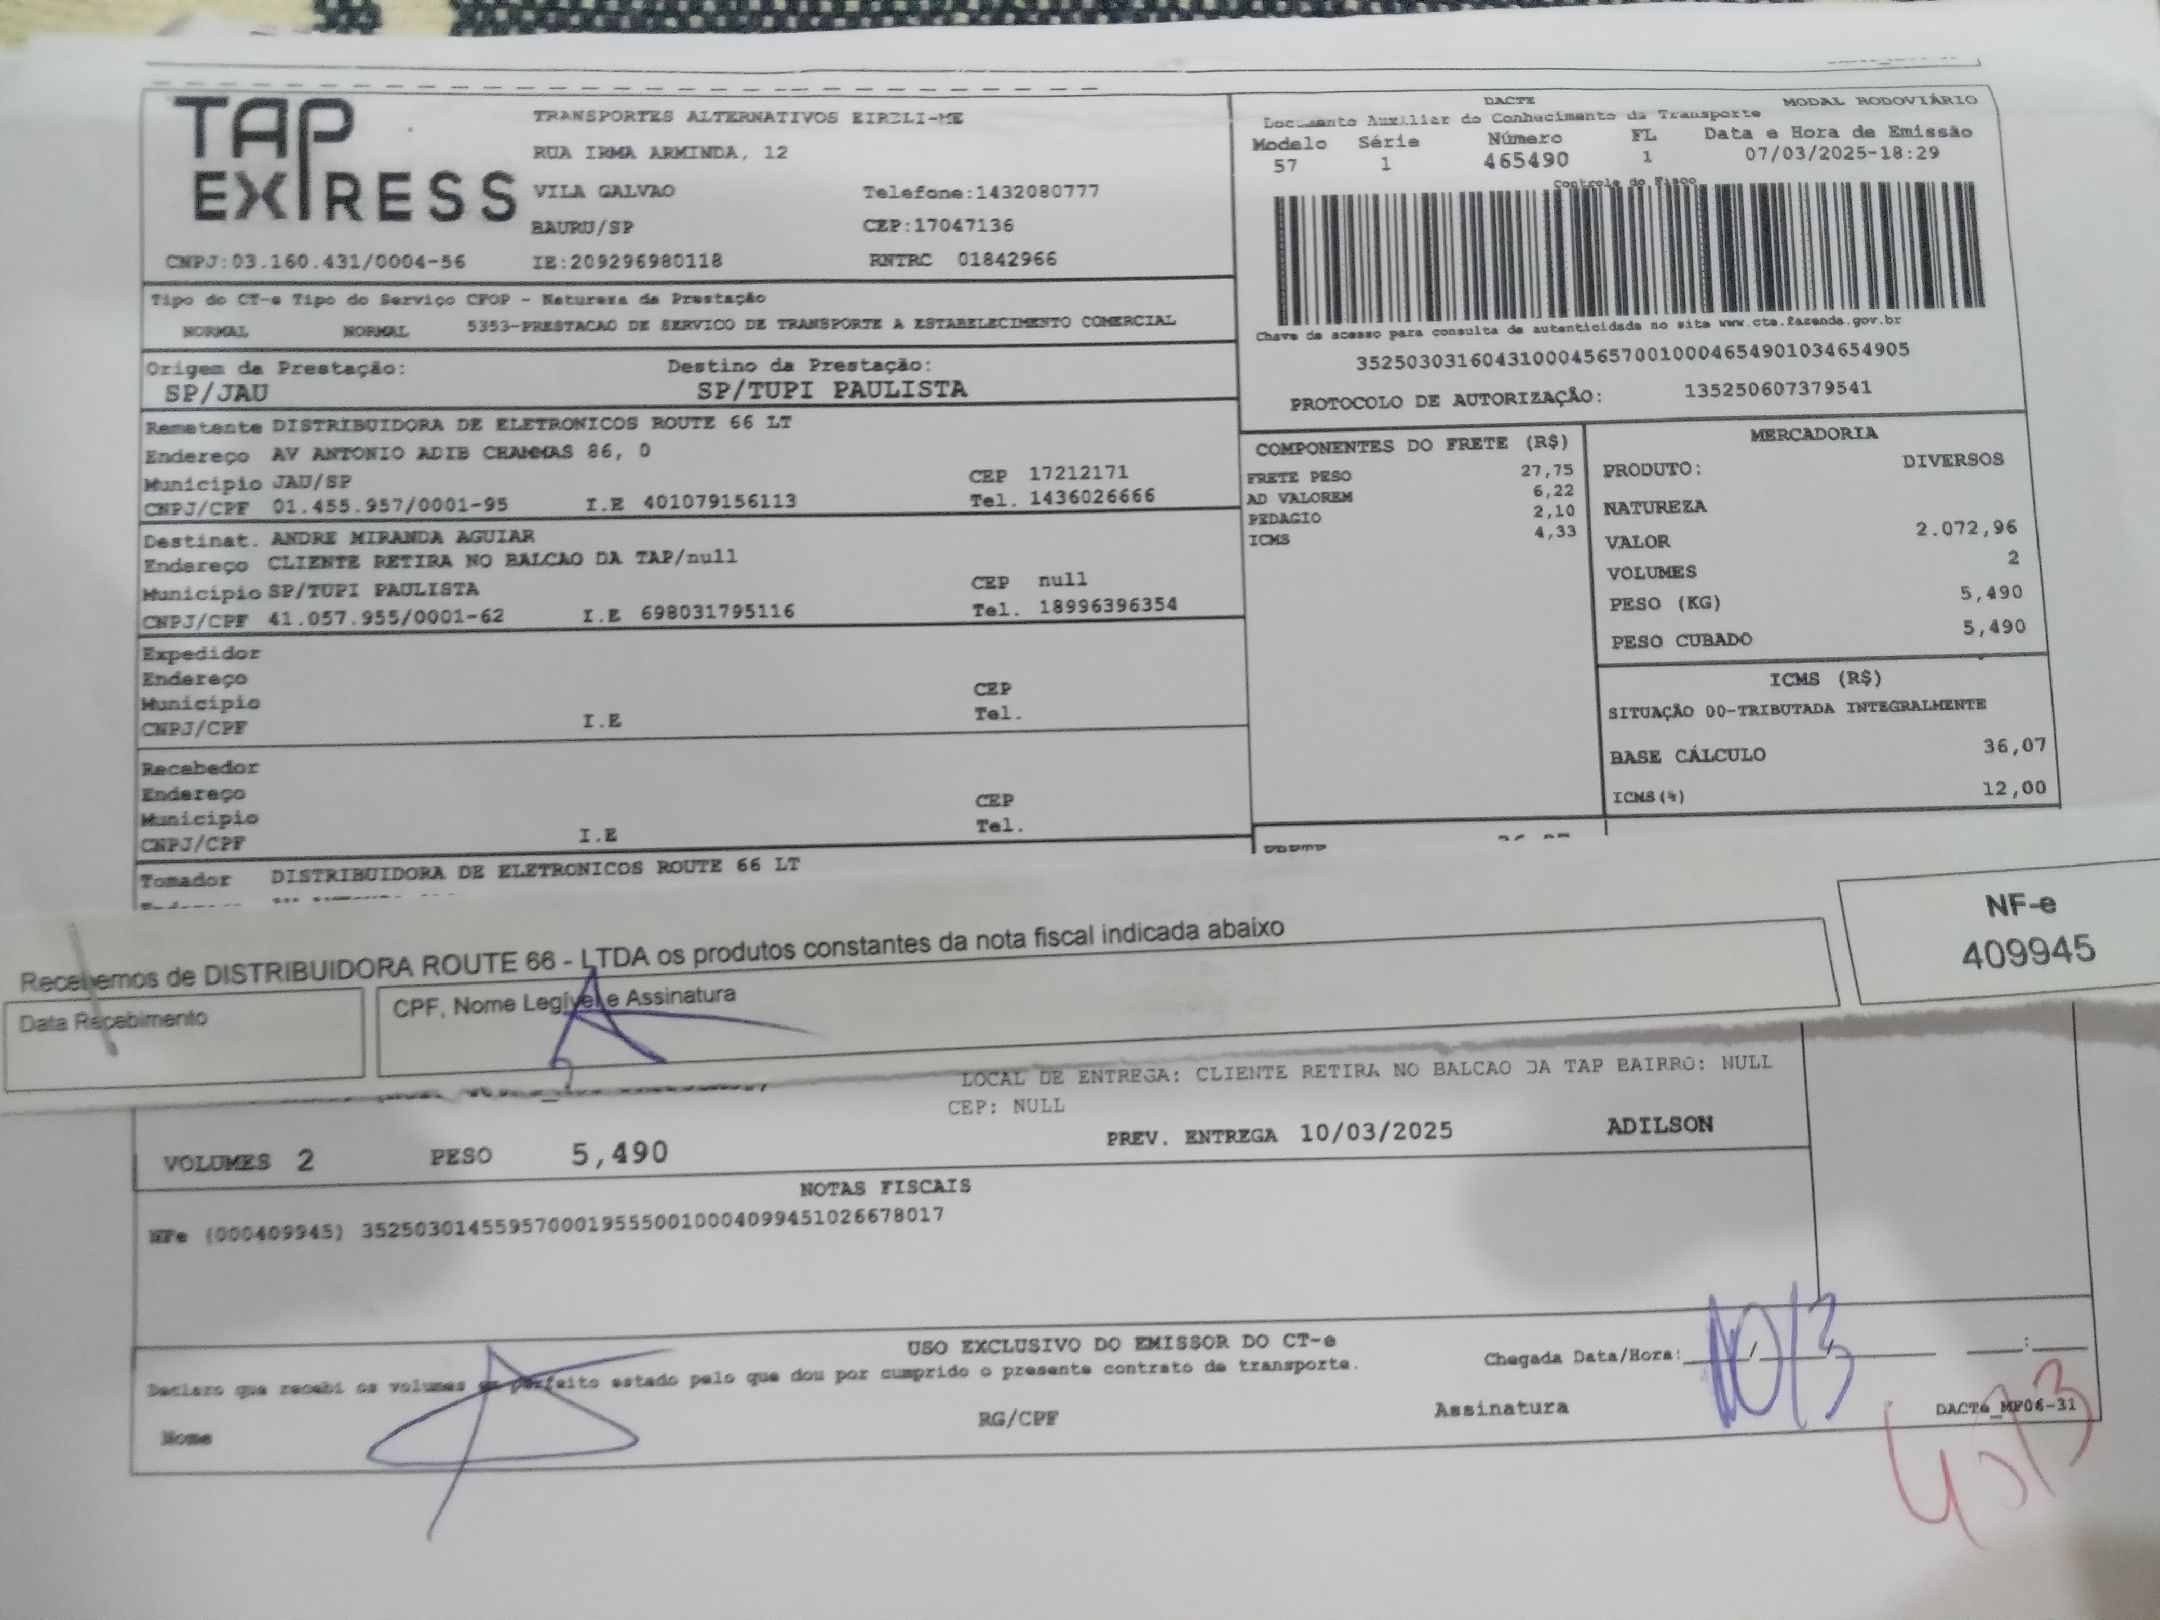 TAP EXPRESS
TRANSPORTES ALTERNATIVOS EIRELI-ME
RUA IRMA ARMINDA, 12
VILA GALVAO Telefone:1432080777
BAURU/SP CEP:17047136
CNPJ:03.160.431/0004-56 IE:209296980118 RNTRC 01842966
DACTE MODAL RODOVIÁRIO
Documento Auxiliar do Conhecimento de Transporte
Modelo Série Número FL Data e Hora de Emissão
57 1 465490 1 07/03/2025-18:29
Controle do Fisco
Chave de acesso para consulta de autenticidade no site www.cte.fazenda.gov.br
35250303160431000456570010004654901034654905
PROTOCOLO DE AUTORIZAÇÃO: 135250607379541
Tipo do CT-e Tipo do Serviço CFOP - Natureza da Prestação
NORMAL NORMAL 5353-PRESTACAO DE SERVICO DE TRANSPORTE A ESTABELECIMENTO COMERCIAL
Origem da Prestação: Destino da Prestação:
SP/JAU SP/TUPI PAULISTA
Remetente DISTRIBUIDORA DE ELETRONICOS ROUTE 66 LT
Endereço AV ANTONIO ADIB CHAMMAS 86, 0
Município JAU/SP CEP 17212171
CNPJ/CPF 01.455.957/0001-95 I.E 401079156113 Tel. 1436026666
Destinat. ANDRE MIRANDA AGUIAR
Endereço CLIENTE RETIRA NO BALCAO DA TAP/null
Município SP/TUPI PAULISTA CEP null
CNPJ/CPF 41.057.955/0001-62 I.E 698031795116 Tel. 18996396354
Expedidor
Endereço
Município CEP
CNPJ/CPF I.E Tel.
Recebedor
Endereço
Município CEP
CNPJ/CPF I.E Tel.
Tomador DISTRIBUIDORA DE ELETRONICOS ROUTE 66 LT
COMPONENTES DO FRETE (R$)
FRETE PESO 27,75
AD VALOREM 6,22
PEDAGIO 2,10
ICMS 4,33
MERCADORIA
PRODUTO: DIVERSOS
NATUREZA
VALOR 2.072,96
VOLUMES 2
PESO (KG) 5,490
PESO CUBADO 5,490
ICMS (R$)
SITUAÇÃO 00-TRIBUTADA INTEGRALMENTE
BASE CÁLCULO 36,07
ICMS(%) 12,00
Recebemos de DISTRIBUIDORA ROUTE 66 - LTDA os produtos constantes da nota fiscal indicada abaixo
Data Recebimento
CPF, Nome Legível e Assinatura
NF-e
409945
LOCAL DE ENTREGA: CLIENTE RETIRA NO BALCAO DA TAP BAIRRO: NULL
CEP: NULL
VOLUMES 2 PESO 5,490 PREV. ENTREGA 10/03/2025 ADILSON
NOTAS FISCAIS
NFe (000409945) 35250301455957000195550010004099451026678017
USO EXCLUSIVO DO EMISSOR DO CT-e
Declaro que recebi os volumes em perfeito estado pelo que dou por cumprido o presente contrato de transporte.
Chegada Data/Hora: 10/3
Nome RG/CPF Assinatura DACTe_MF06-31